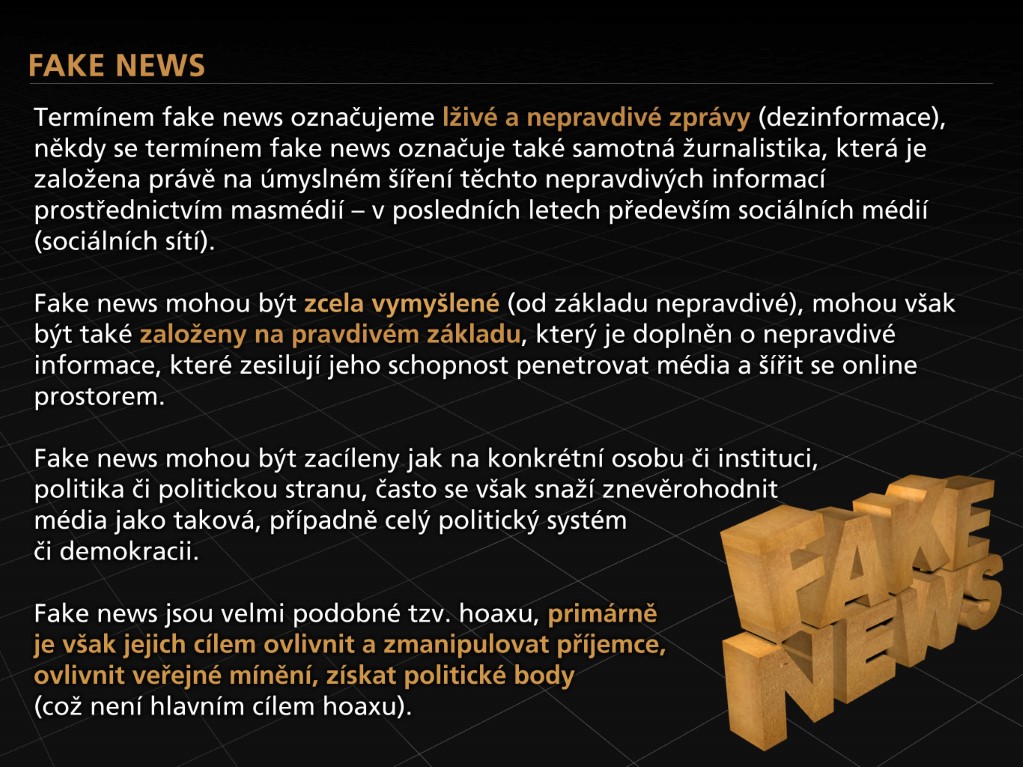 FAKE NEWS
Termínem fake news označujeme lživé a nepravdivé zprávy (dezinformace),
někdy se termínem fake news označuje také samotná žurnalistika, která je
založena právě na úmyslném šíření těchto nepravdivých informací
prostřednictvím masmédií – v posledních letech především sociálních médií
(sociálních sítí).
Fake news mohou být zcela vymyšlené (od základu nepravdivé), mohou však
být také založeny na pravdivém základu, který je doplněn o nepravdivé
informace, které zesilují jeho schopnost penetrovat média a šířit se online
prostorem.
Fake news mohou být zacíleny jak na konkrétní osobu či instituci,
politika či politickou stranu, často se však snaží znevěrohodnit
média jako taková, případně celý politický systém
či demokracii.
Fake news jsou velmi podobné tzv. hoaxu, primárně
je však jejich cílem ovlivnit a zmanipulovat příjemce,
ovlivnit veřejné mínění, získat politické body
(což není hlavním cílem hoaxu).
FAKE
NEWS